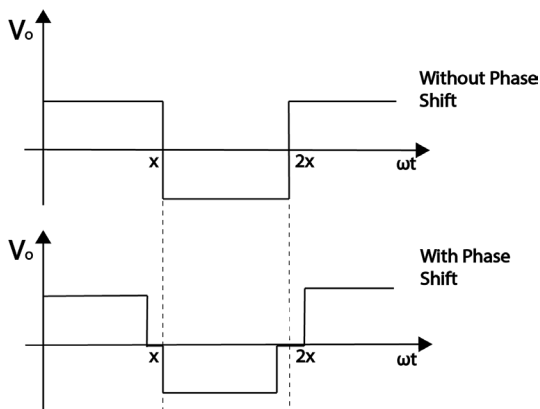 Vo
Without Phase
Shift
x
2x
ωt
Vo
With Phase
Shift
x
2x
ωt